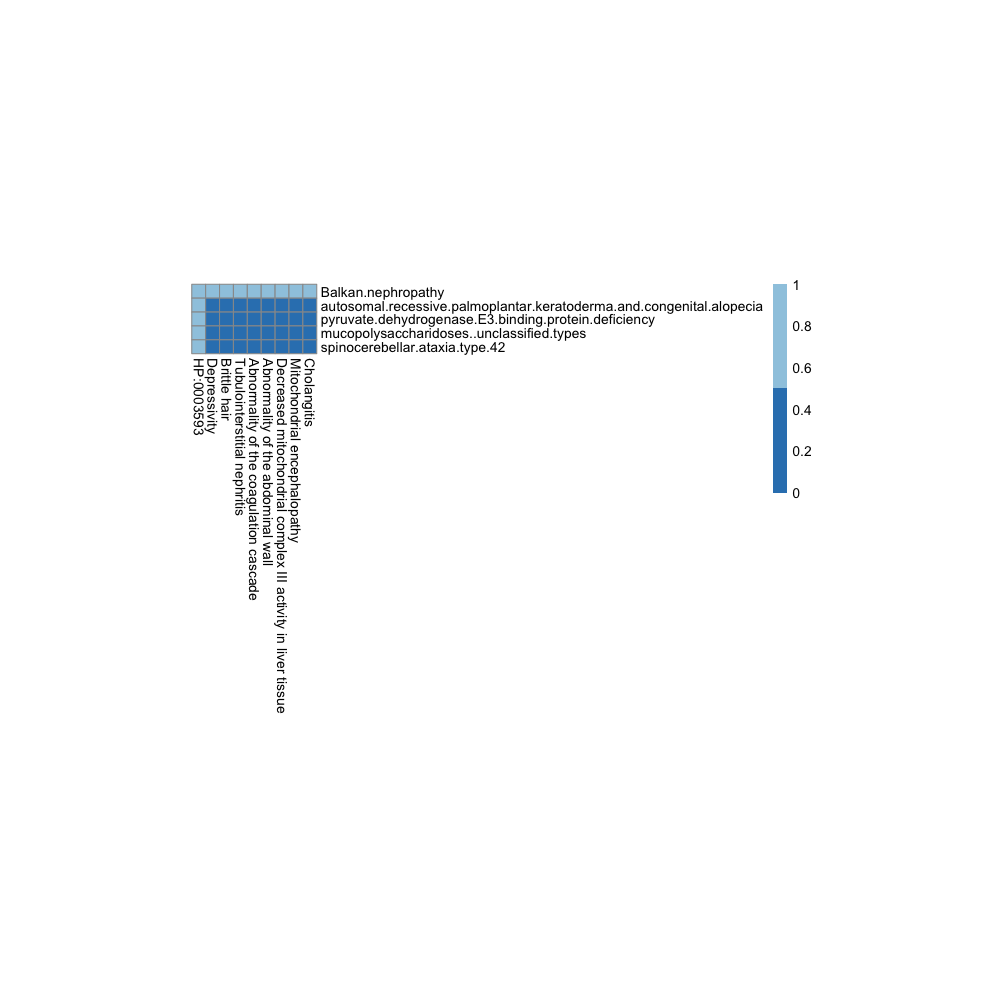 Balkan.nephropathy
autosomal.recessive.palmoplantar.keratoderma.and.congenital.alopecia
pyruvate.dehydrogenase.E3.binding.protein.deficiency
mucopolysaccharidoses..unclassified.types
spinocerebellar.ataxia.type.42
HP:0003593
Depressivity
Brittle hair
Tubulointerstitial nephritis
Abnormality of the coagulation cascade
Abnormality of the abdominal wall
Decreased mitochondrial complex III activity in liver tissue
Mitochondrial encephalopathy
Cholangitis
1
0.8
0.6
0.4
0.2
0